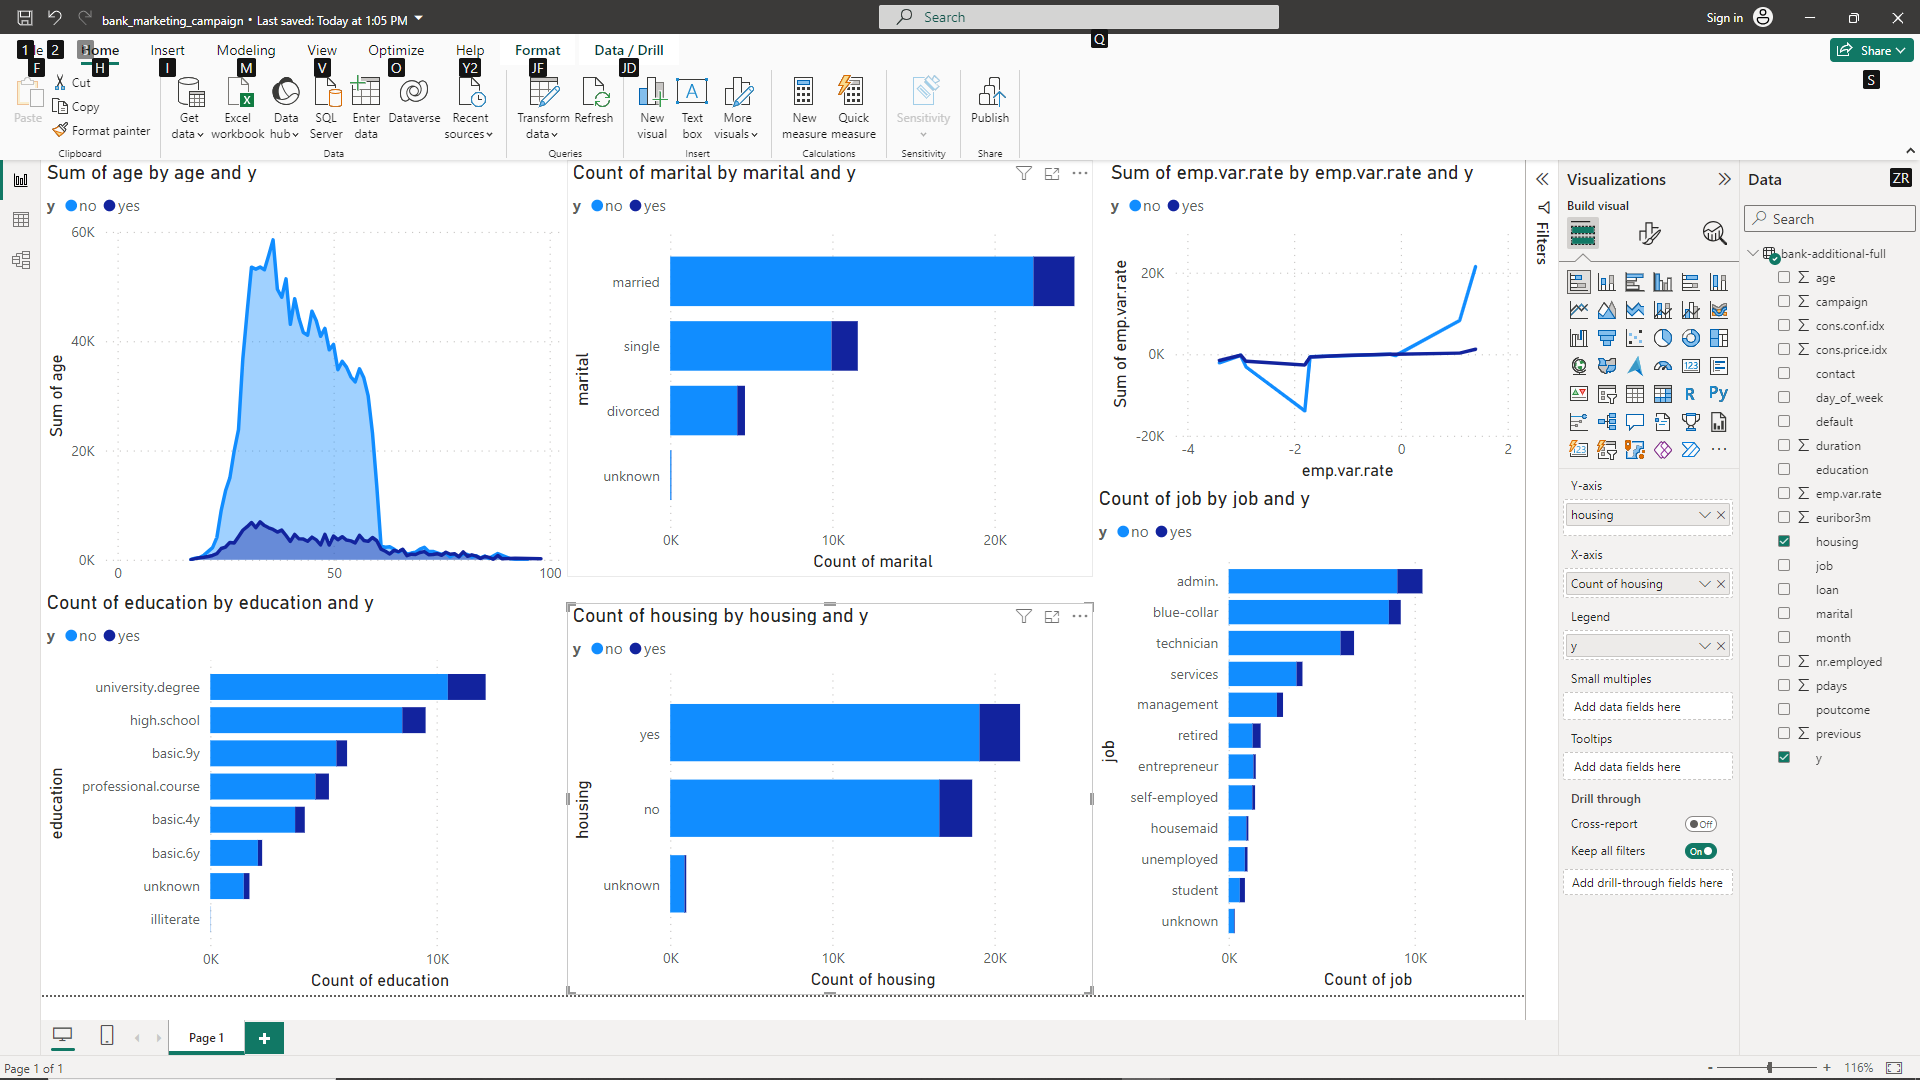 bank_marketing_campaign • Last saved: Today at 1:05 PM
Search
Sign in
1 2 Home Insert Modeling View Optimize Help Format Data / Drill
Q
Share
F H I M V O Y2 JF JD
S
Paste
Cut
Copy
Format painter
Get data
Excel workbook
Data hub
SQL Server
Enter data
Dataverse
Recent sources
Transform data
Refresh
New visual
Text box
More visuals
New measure
Quick measure
Sensitivity
Publish
Clipboard Data Queries Insert Calculations Sensitivity Share
Sum of age by age and y
y no yes
60K
40K
20K
0K
0 50 100
Sum of age
Count of marital by marital and y
y no yes
married
single
divorced
unknown
marital
0K 10K 20K
Count of marital
Sum of emp.var.rate by emp.var.rate and y
y no yes
20K
0K
-20K
-4 -2 0 2
Sum of emp.var.rate
emp.var.rate
Count of education by education and y
y no yes
university.degree
high.school
basic.9y
professional.course
basic.4y
basic.6y
unknown
illiterate
education
0K 10K
Count of education
Count of housing by housing and y
y no yes
yes
no
unknown
housing
0K 10K 20K
Count of housing
Count of job by job and y
y no yes
admin.
blue-collar
technician
services
management
retired
entrepreneur
self-employed
housemaid
unemployed
student
unknown
job
0K 10K
Count of job
Filters
Visualizations
Build visual
123
R Py
123
Y-axis
housing
X-axis
Count of housing
Legend
y
Small multiples
Add data fields here
Tooltips
Add data fields here
Drill through
Cross-report Off
Keep all filters On
Add drill-through fields here
Data ZR
Search
bank-additional-full
age
campaign
cons.conf.idx
cons.price.idx
contact
day_of_week
default
duration
education
emp.var.rate
euribor3m
housing
job
loan
marital
month
nr.employed
pdays
poutcome
previous
y
Page 1
Page 1 of 1
- + 116%